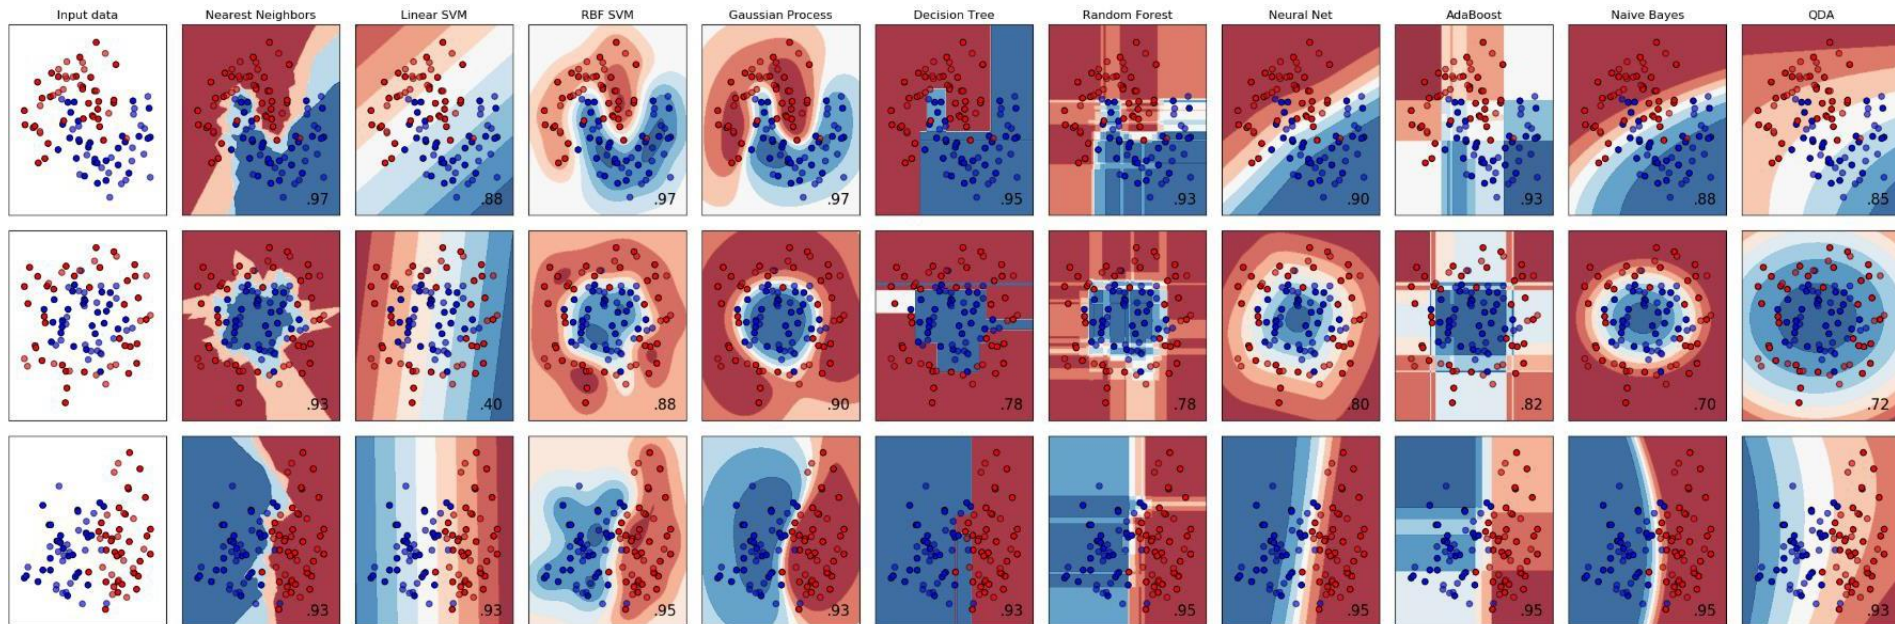 Input data
Nearest Neighbors
Linear SVM
RBF SVM
Gaussian Process
Decision Tree
Random Forest
Neural Net
AdaBoost
Naive Bayes
QDA
.97
.88
.97
.97
.95
.93
.90
.93
.88
.85
.93
.40
.88
.90
.78
.78
.80
.82
.70
.72
.93
.93
.95
.93
.93
.95
.95
.95
.95
.93